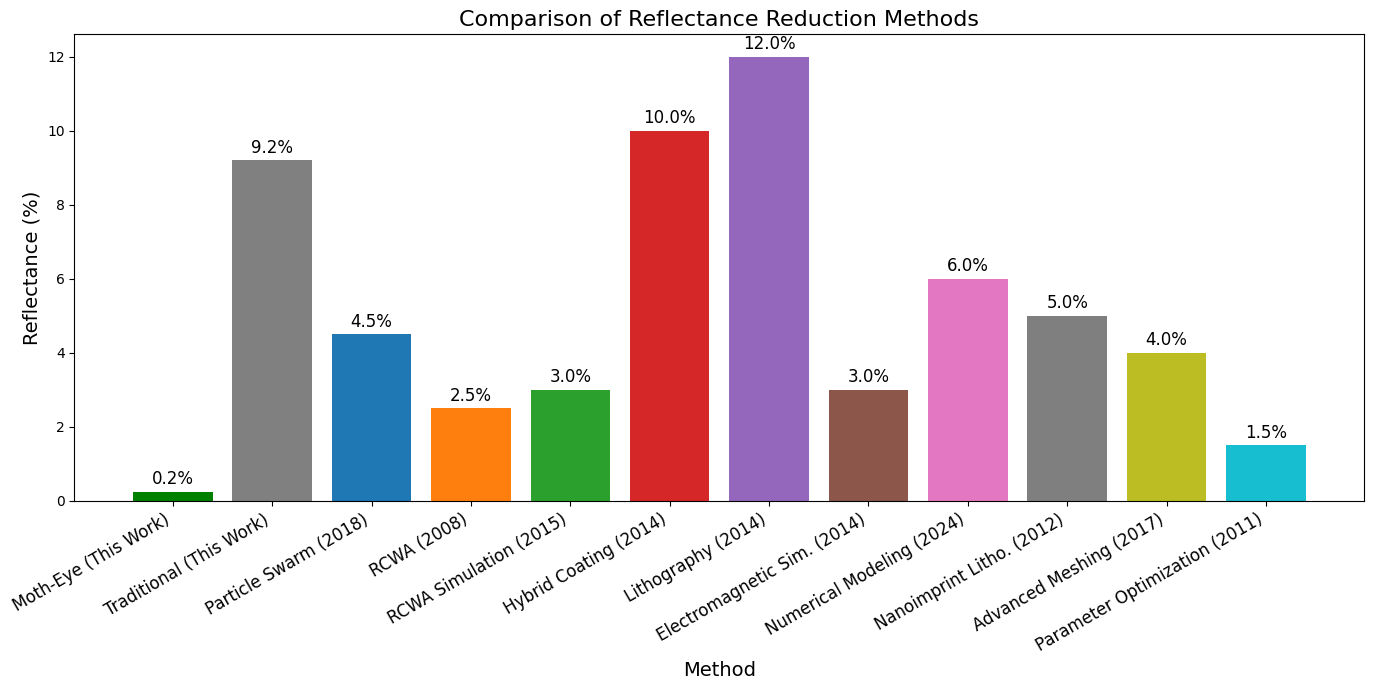 Comparison of Reflectance Reduction Methods
Reflectance (%)
12
10
8
6
4
2
0
0.2%
9.2%
4.5%
2.5%
3.0%
10.0%
12.0%
3.0%
6.0%
5.0%
4.0%
1.5%
Moth-Eye (This Work)
Traditional (This Work)
Particle Swarm (2018)
RCWA (2008)
RCWA Simulation (2015)
Hybrid Coating (2014)
Lithography (2014)
Electromagnetic Sim. (2014)
Numerical Modeling (2024)
Nanoimprint Litho. (2012)
Advanced Meshing (2017)
Parameter Optimization (2011)
Method